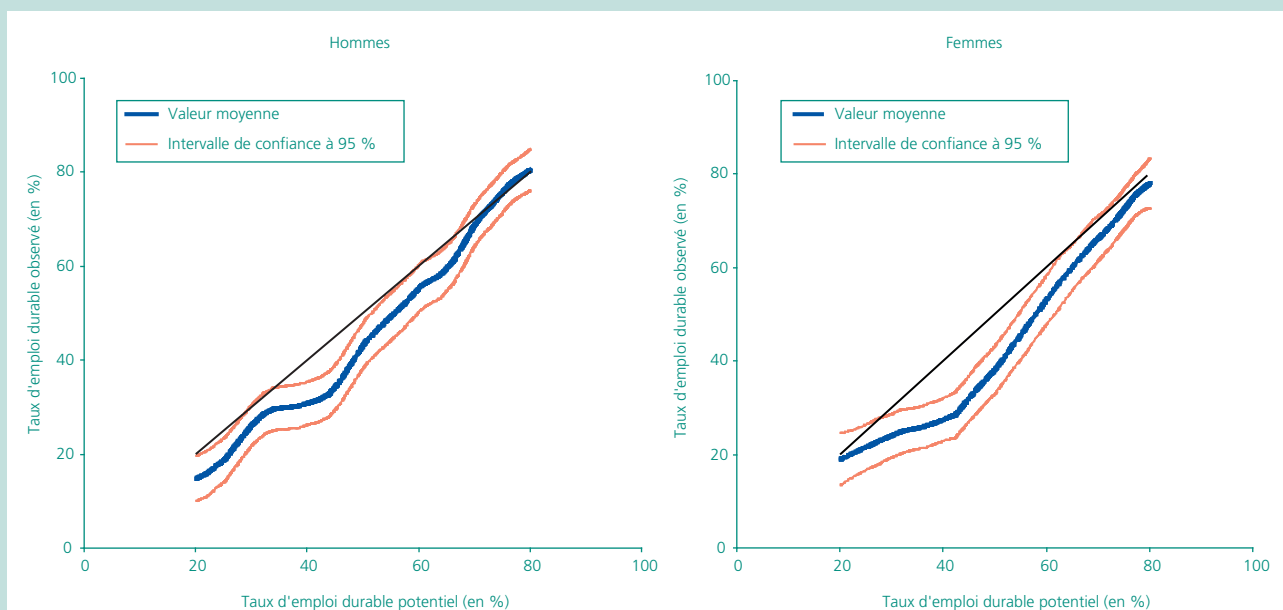 Hommes
100
80
60
40
20
0
Taux d'emploi durable observé (en %)
Valeur moyenne
Intervalle de confiance à 95 %
0 20 40 60 80 100
Taux d'emploi durable potentiel (en %)
Femmes
100
80
60
40
20
0
Taux d'emploi durable observé (en %)
Valeur moyenne
Intervalle de confiance à 95 %
0 20 40 60 80 100
Taux d'emploi durable potentiel (en %)